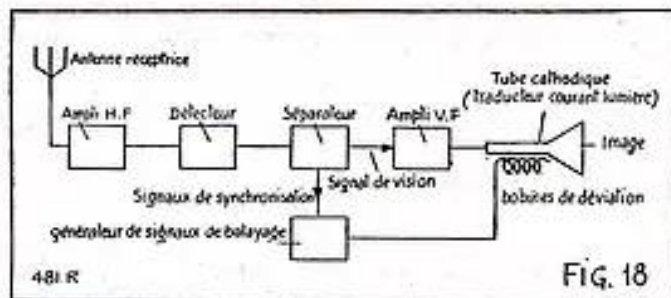 Antenne réceptrice
Ampli H.F
Détecteur
Séparateur
Ampli V.F
Tube cathodique
(traducteur courant lumière)
Image
Signal de vision
Signaux de synchronisation
bobines de déviation
générateur de signaux de balayage
481.R
FIG. 18